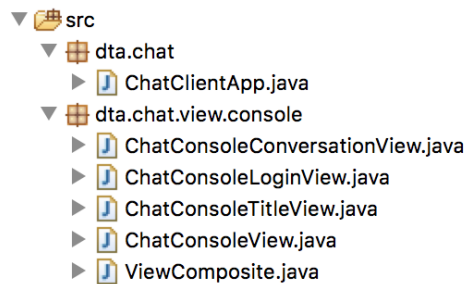 src
dta.chat
ChatClientApp.java
dta.chat.view.console
ChatConsoleConversationView.java
ChatConsoleLoginView.java
ChatConsoleTitleView.java
ChatConsoleView.java
ViewComposite.java